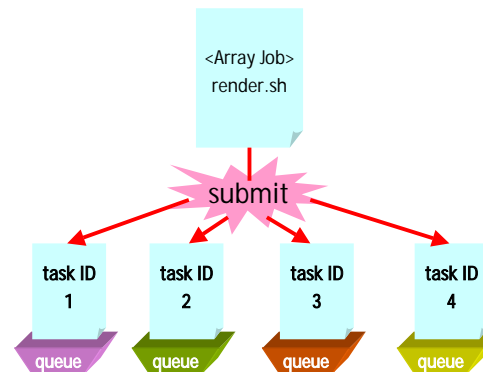 <Array Job>
render.sh
submit
task ID
1
task ID
2
task ID
3
task ID
4
queue
queue
queue
queue